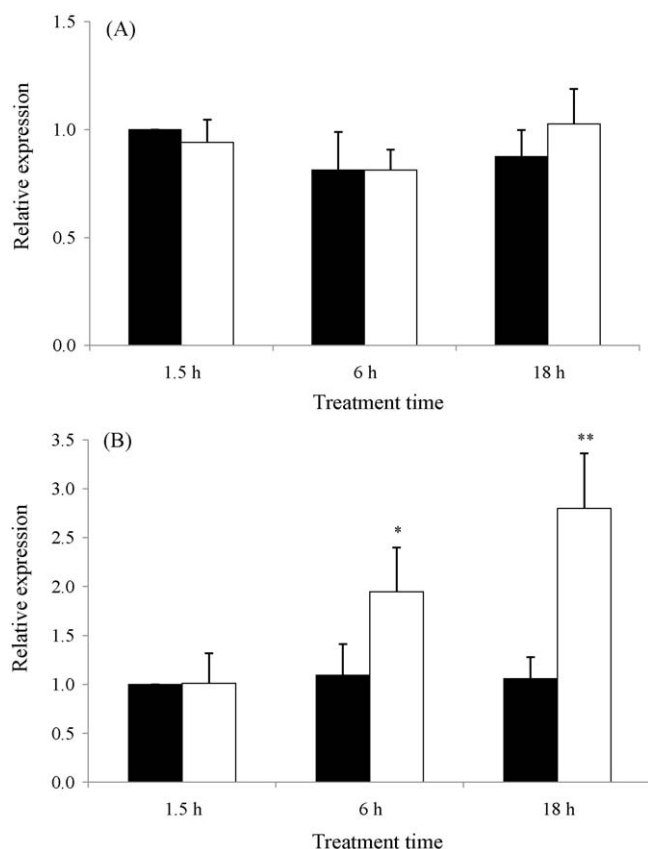 (A)
1.5
1.0
0.5
0.0
Relative expression
1.5 h 6 h 18 h
Treatment time
(B)
3.5
3.0
2.5
2.0
1.5
1.0
0.5
0.0
Relative expression
*
**
1.5 h 6 h 18 h
Treatment time